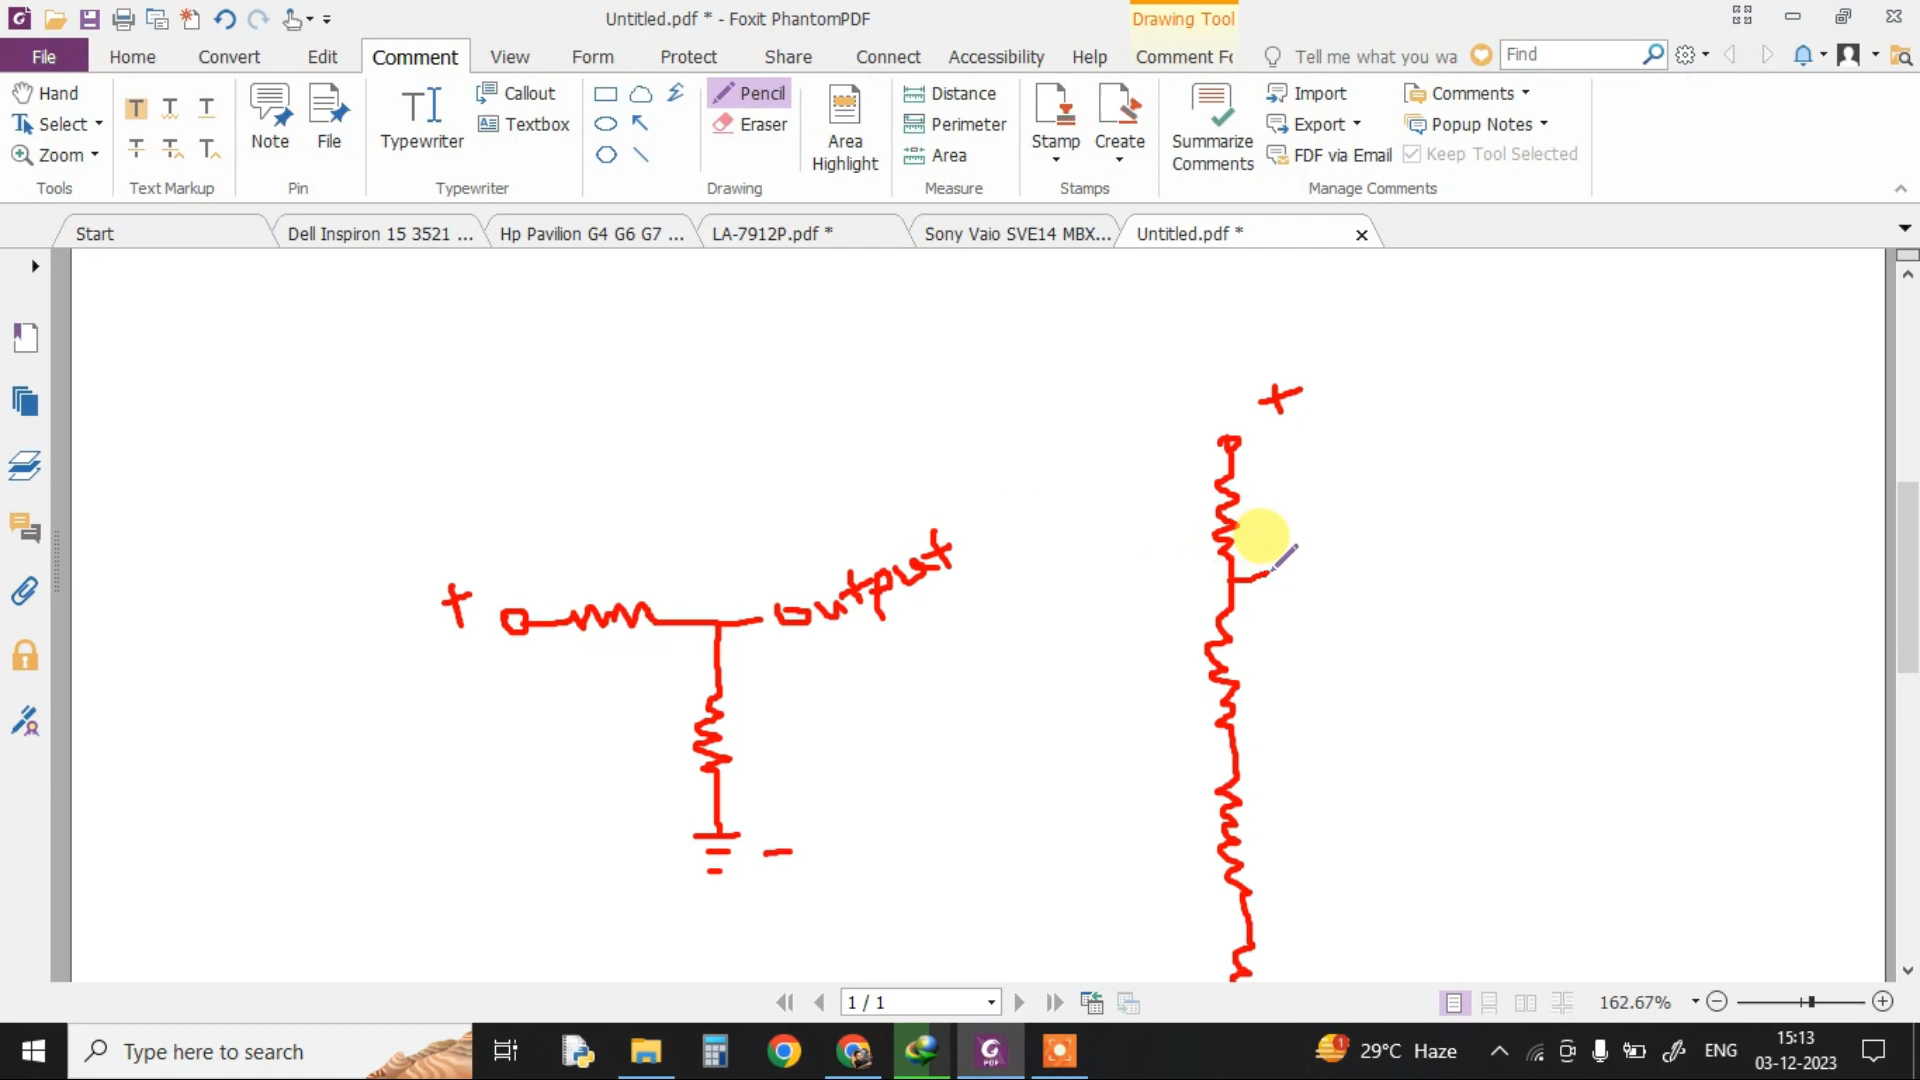 Untitled.pdf * - Foxit PhantomPDF
Drawing Tool
File Home Convert Edit Comment View Form Protect Share Connect Accessibility Help Comment Fc Tell me what you wa Find
Hand
Select
Zoom
Tools
Text Markup
Note
File
Pin
Typewriter
Callout
Textbox
Typewriter
Pencil
Eraser
Drawing
Area Highlight
Distance
Perimeter
Area
Measure
Stamp
Create
Stamps
Summarize Comments
Import
Export
FDF via Email
Comments
Popup Notes
Keep Tool Selected
Manage Comments
Start
Dell Inspiron 15 3521 ...
Hp Pavilion G4 G6 G7 ...
LA-7912P.pdf *
Sony Vaio SVE14 MBX...
Untitled.pdf *
+
+
output
-
1 / 1
162.67%
Type here to search
29°C Haze
ENG
15:13
03-12-2023